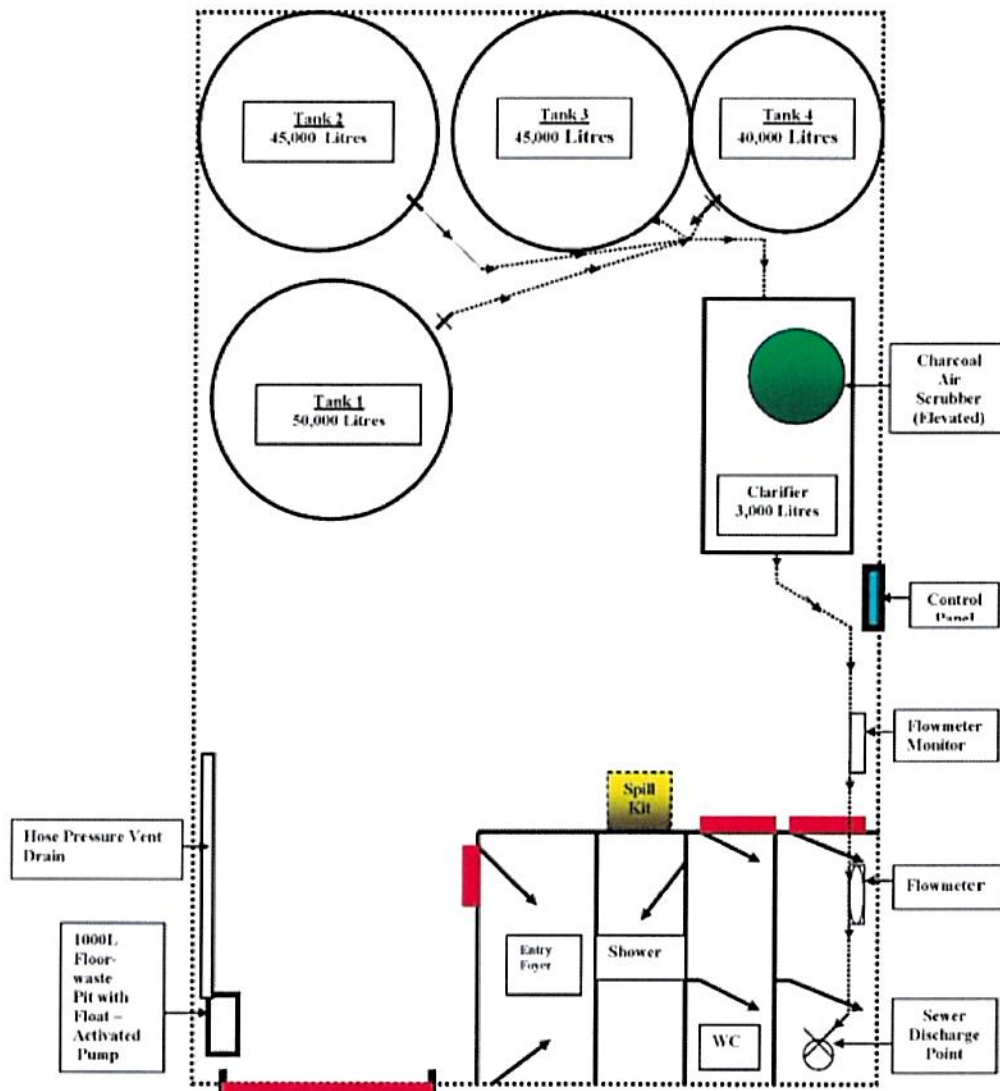 Tank 2
45,000 Litres
Tank 3
45,000 Litres
Tank 4
40,000 Litres
Tank 1
50,000 Litres
Charcoal
Air
Scrubber
(Elevated)
Clarifier
3,000 Litres
Control
Panel
Flowmeter
Monitor
Spill
Kit
Hose Pressure Vent
Drain
Flowmeter
1000L
Floor-
waste
Pit with
Float –
Activated
Pump
Entry
Foyer
Shower
WC
Sewer
Discharge
Point